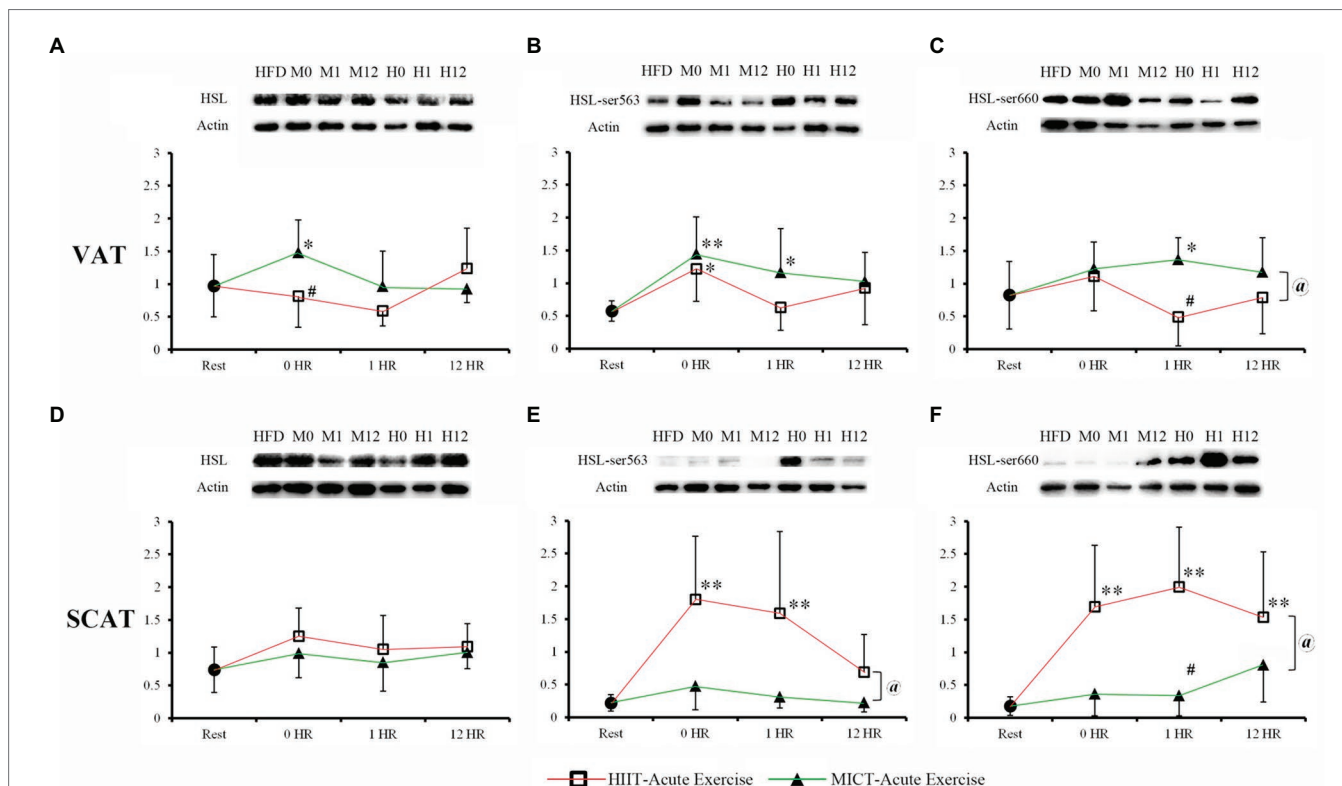 A
HFD M0 M1 M12 H0 H1 H12
HSL
Actin
3
2.5
2
1.5
1
0.5
0
*
#
Rest 0 HR 1 HR 12 HR
B
HFD M0 M1 M12 H0 H1 H12
HSL-ser563
Actin
3
2.5
2
1.5
1
0.5
0
**
*
*
Rest 0 HR 1 HR 12 HR
C
HFD M0 M1 M12 H0 H1 H12
HSL-ser660
Actin
3
2.5
2
1.5
1
0.5
0
*
#
@
Rest 0 HR 1 HR 12 HR
VAT
D
HFD M0 M1 M12 H0 H1 H12
HSL
Actin
3
2.5
2
1.5
1
0.5
0
Rest 0 HR 1 HR 12 HR
E
HFD M0 M1 M12 H0 H1 H12
HSL-ser563
Actin
3
2.5
2
1.5
1
0.5
0
**
**
@
Rest 0 HR 1 HR 12 HR
F
HFD M0 M1 M12 H0 H1 H12
HSL-ser660
Actin
3
2.5
2
1.5
1
0.5
0
**
**
**
#
@
Rest 0 HR 1 HR 12 HR
SCAT
HIIT-Acute Exercise MICT-Acute Exercise